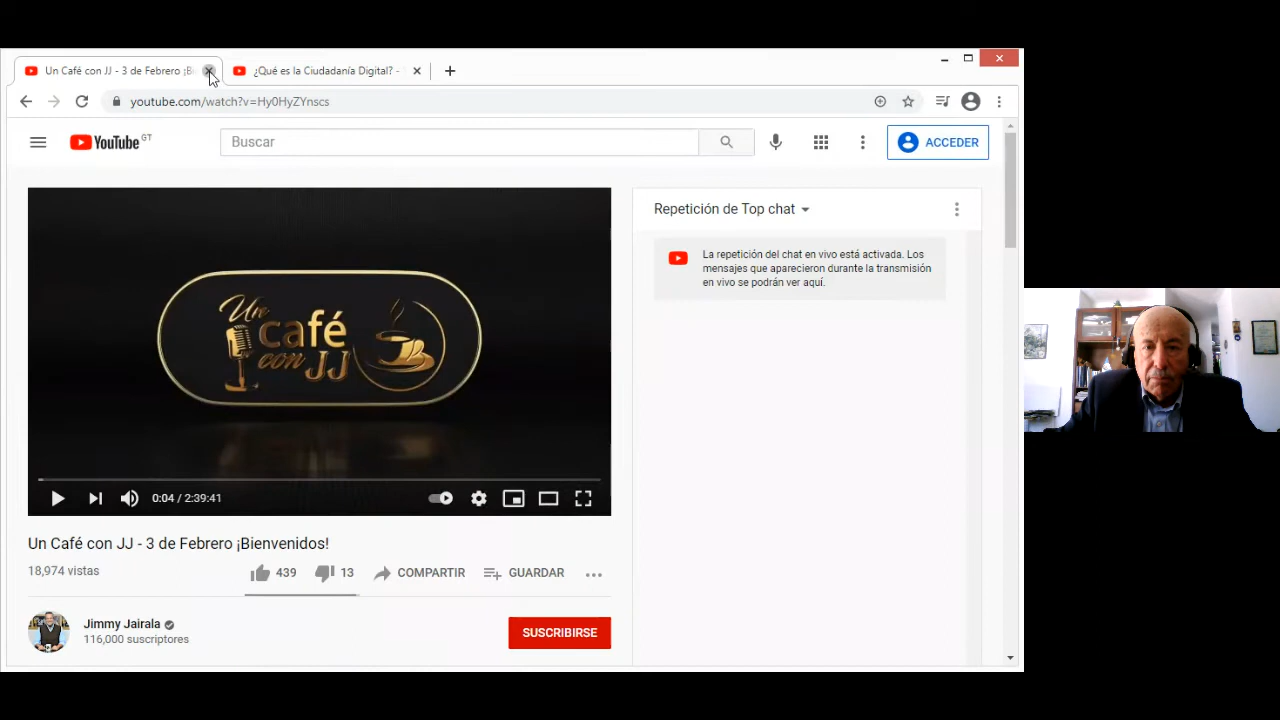 Un Café con JJ - 3 de Febrero ¡B
¿Qué es la Ciudadanía Digital? -
youtube.com/watch?v=Hy0HyZYnscs
YouTube GT
Buscar
ACCEDER
Un
café
con JJ
0:04 / 2:39:41
Repetición de Top chat
La repetición del chat en vivo está activada. Los
mensajes que aparecieron durante la transmisión
en vivo se podrán ver aquí.
Un Café con JJ - 3 de Febrero ¡Bienvenidos!
18,974 vistas
439
13
COMPARTIR
GUARDAR
Jimmy Jairala
116,000 suscriptores
SUSCRIBIRSE